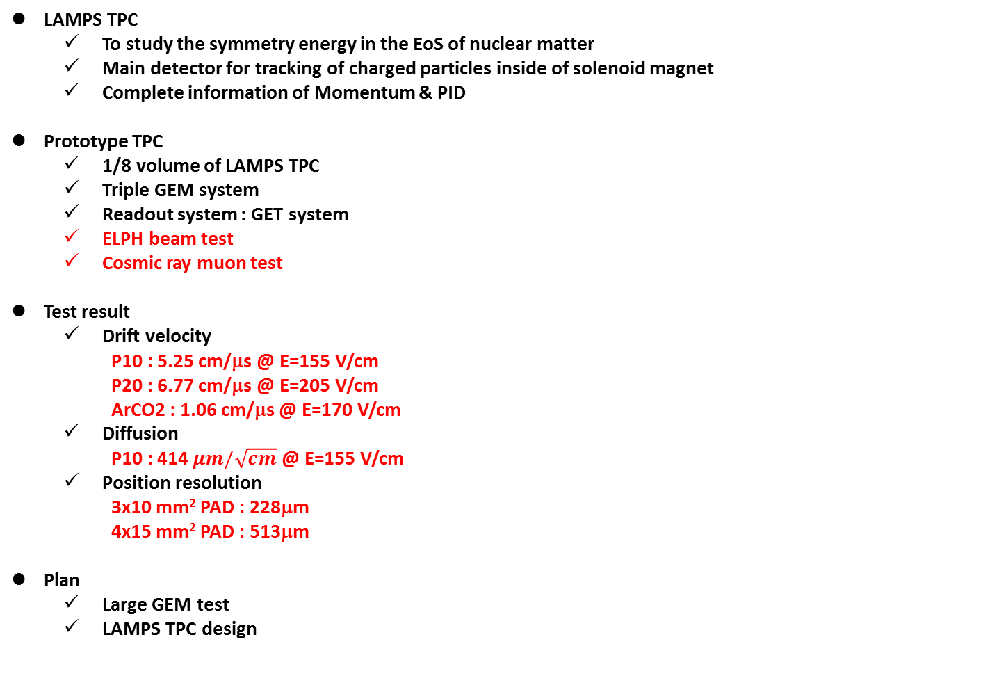 ● LAMPS TPC
✓ To study the symmetry energy in the EoS of nuclear matter
✓ Main detector for tracking of charged particles inside of solenoid magnet
✓ Complete information of Momentum & PID
● Prototype TPC
✓ 1/8 volume of LAMPS TPC
✓ Triple GEM system
✓ Readout system : GET system
✓ ELPH beam test
✓ Cosmic ray muon test
● Test result
✓ Drift velocity
P10 : 5.25 cm/μs @ E=155 V/cm
P20 : 6.77 cm/μs @ E=205 V/cm
ArCO2 : 1.06 cm/μs @ E=170 V/cm
✓ Diffusion
P10 : 414 μm/√cm @ E=155 V/cm
✓ Position resolution
3x10 mm² PAD : 228μm
4x15 mm² PAD : 513μm
● Plan
✓ Large GEM test
✓ LAMPS TPC design